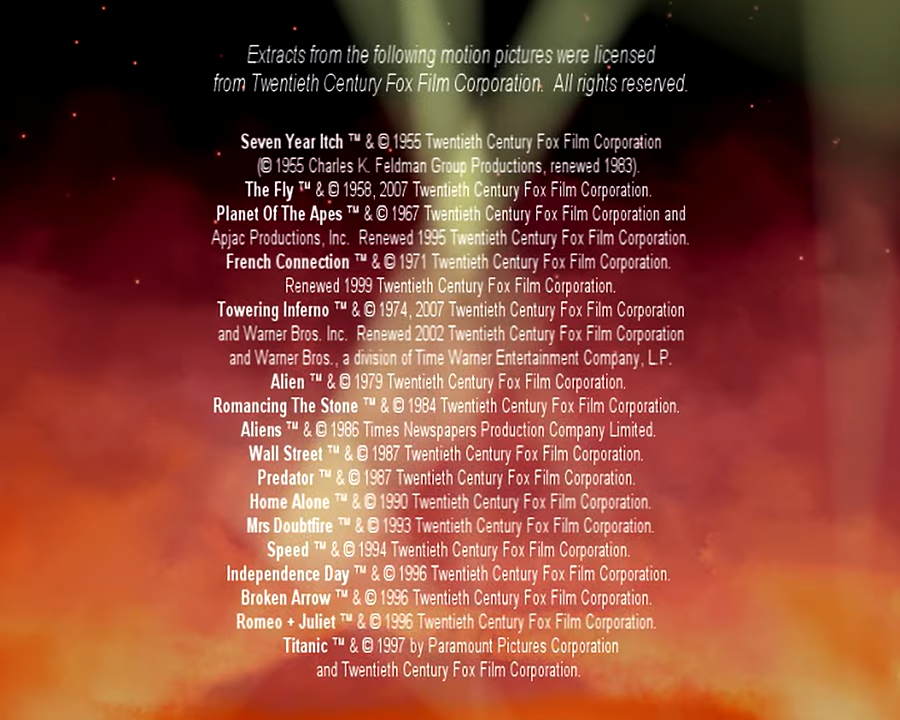 Extracts from the following motion pictures were licensed
from Twentieth Century Fox Film Corporation. All rights reserved.
Seven Year Itch ™ & © 1955 Twentieth Century Fox Film Corporation
(© 1955 Charles K. Feldman Group Productions, renewed 1983).
The Fly ™ & © 1958, 2007 Twentieth Century Fox Film Corporation.
Planet Of The Apes ™ & © 1967 Twentieth Century Fox Film Corporation and
Apjac Productions, Inc. Renewed 1995 Twentieth Century Fox Film Corporation.
French Connection ™ & © 1971 Twentieth Century Fox Film Corporation.
Renewed 1999 Twentieth Century Fox Film Corporation.
Towering Inferno ™ & © 1974, 2007 Twentieth Century Fox Film Corporation
and Warner Bros. Inc. Renewed 2002 Twentieth Century Fox Film Corporation
and Warner Bros., a division of Time Warner Entertainment Company, L.P.
Alien ™ & © 1979 Twentieth Century Fox Film Corporation.
Romancing The Stone ™ & © 1984 Twentieth Century Fox Film Corporation.
Aliens ™ & © 1986 Times Newspapers Production Company Limited.
Wall Street ™ & © 1987 Twentieth Century Fox Film Corporation.
Predator ™ & © 1987 Twentieth Century Fox Film Corporation.
Home Alone ™ & © 1990 Twentieth Century Fox Film Corporation.
Mrs Doubtfire ™ & © 1993 Twentieth Century Fox Film Corporation.
Speed ™ & © 1994 Twentieth Century Fox Film Corporation.
Independence Day ™ & © 1996 Twentieth Century Fox Film Corporation.
Broken Arrow ™ & © 1996 Twentieth Century Fox Film Corporation.
Romeo + Juliet ™ & © 1996 Twentieth Century Fox Film Corporation.
Titanic ™ & © 1997 by Paramount Pictures Corporation
and Twentieth Century Fox Film Corporation.